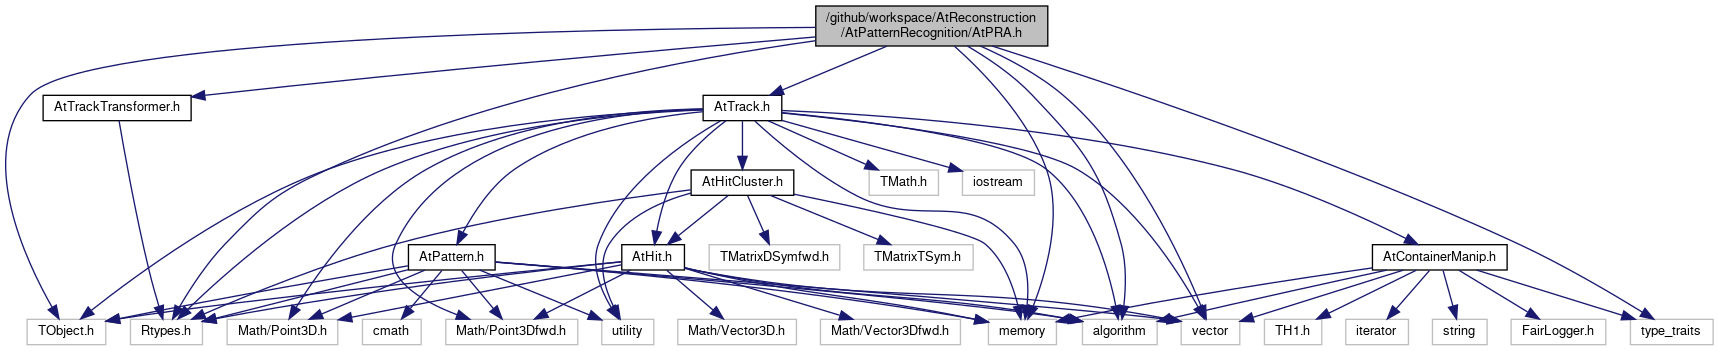 /github/workspace/AtReconstruction
/AtPatternRecognition/AtPRA.h
AtTrackTransformer.h
AtTrack.h
AtHitCluster.h
TMath.h
iostream
AtPattern.h
AtHit.h
TMatrixDSymfwd.h
TMatrixTSym.h
AtContainerManip.h
TObject.h
Rtypes.h
Math/Point3D.h
cmath
Math/Point3Dfwd.h
utility
Math/Vector3D.h
Math/Vector3Dfwd.h
memory
algorithm
vector
TH1.h
iterator
string
FairLogger.h
type_traits